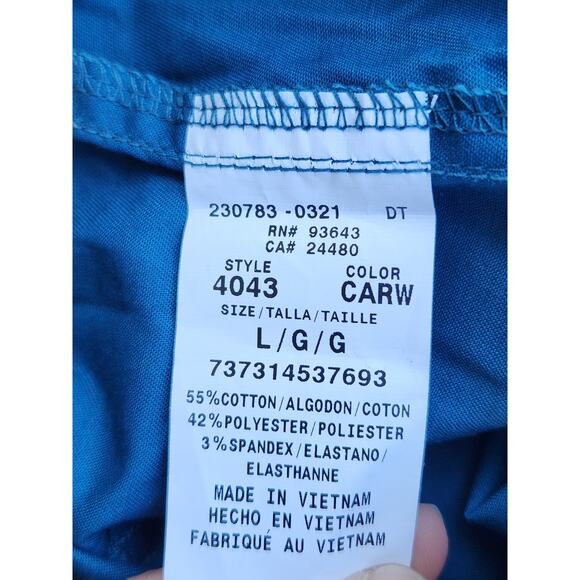 230783 -0321 DT
RN# 93643
CA# 24480
STYLE COLOR
4043 CARW
SIZE/TALLA/TAILLE
L/G/G
737314537693
55%COTTON/ALGODON/COTON
42%POLYESTER/POLIESTER
3%SPANDEX/ELASTANO/
ELASTHANNE
MADE IN VIETNAM
HECHO EN VIETNAM
FABRIQUÉ AU VIETNAM